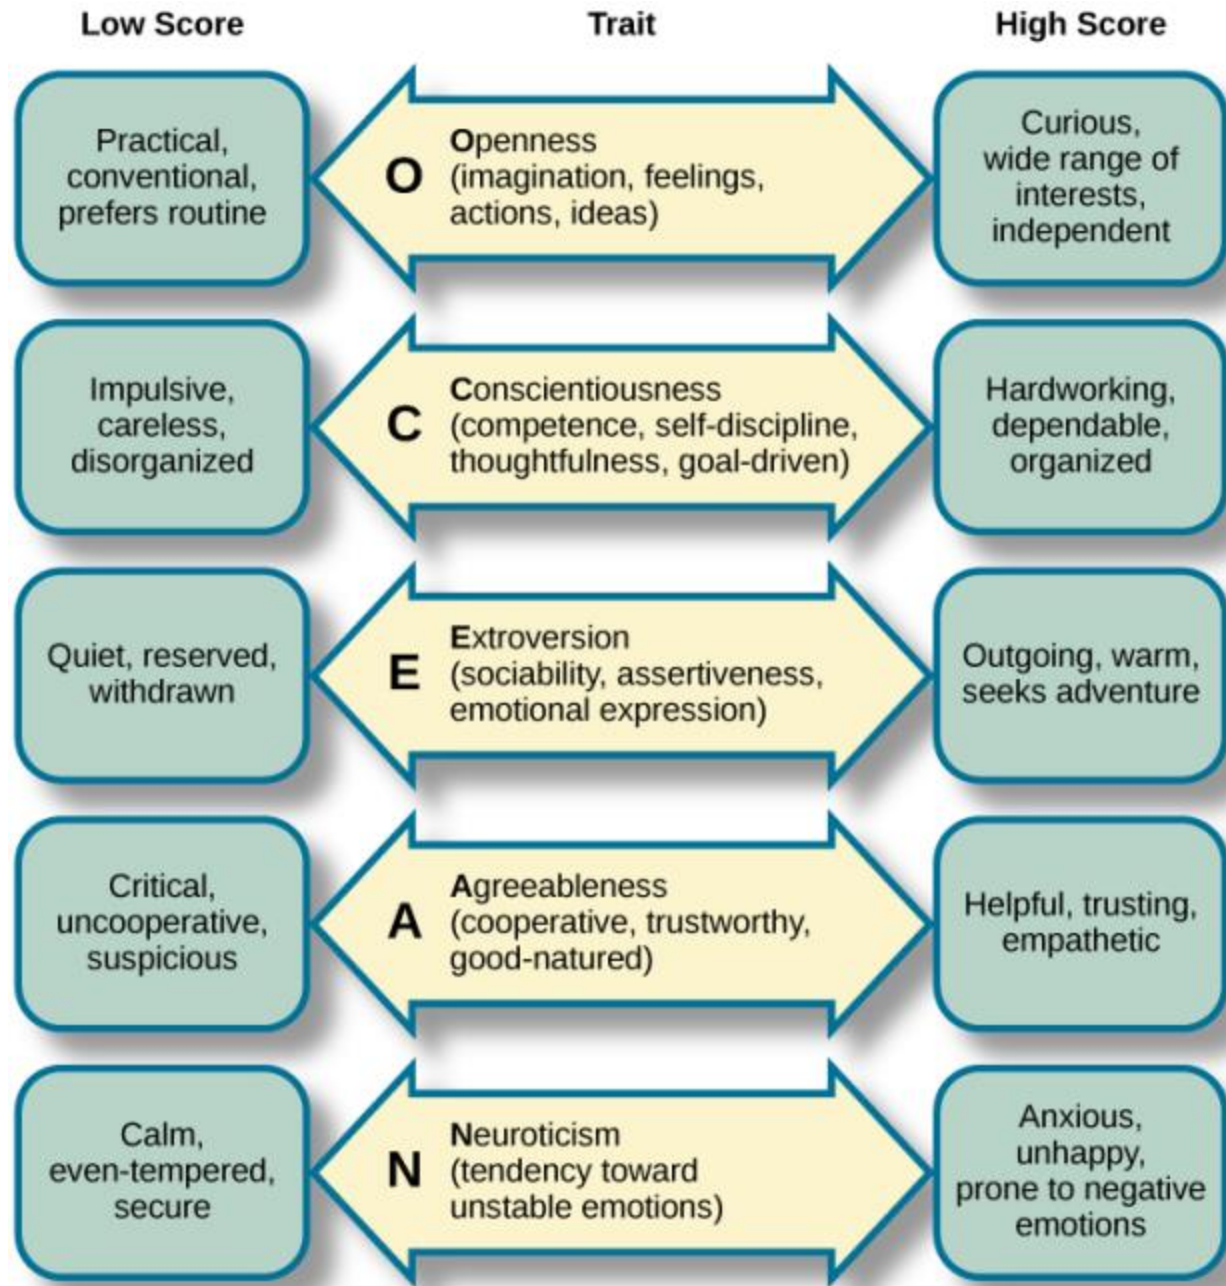 Low Score
Trait
High Score
Practical,
conventional,
prefers routine
O
Openness
(imagination, feelings,
actions, ideas)
Curious,
wide range of
interests,
independent
Impulsive,
careless,
disorganized
C
Conscientiousness
(competence, self-discipline,
thoughtfulness, goal-driven)
Hardworking,
dependable,
organized
Quiet, reserved,
withdrawn
E
Extroversion
(sociability, assertiveness,
emotional expression)
Outgoing, warm,
seeks adventure
Critical,
uncooperative,
suspicious
A
Agreeableness
(cooperative, trustworthy,
good-natured)
Helpful, trusting,
empathetic
Calm,
even-tempered,
secure
N
Neuroticism
(tendency toward
unstable emotions)
Anxious,
unhappy,
prone to negative
emotions